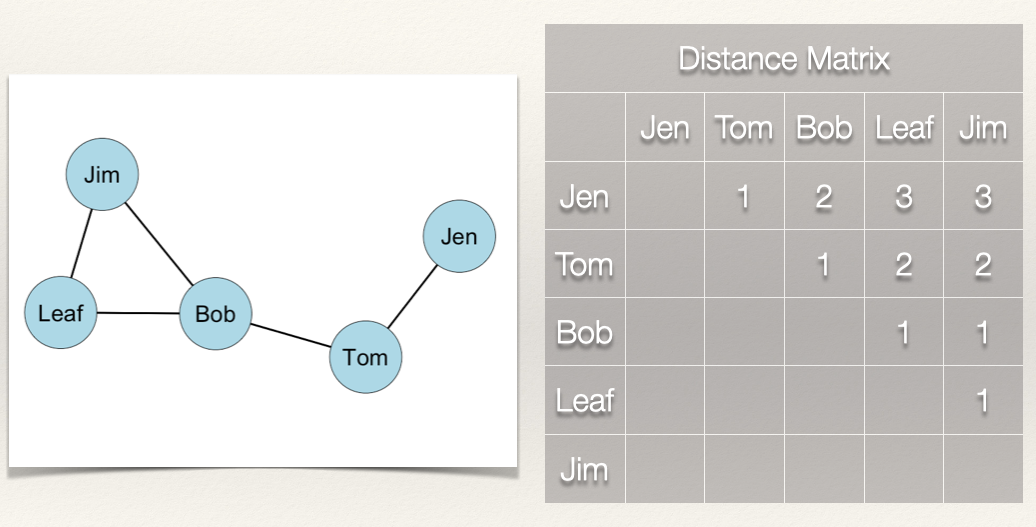 Jim
Jen
Leaf
Bob
Tom
Distance Matrix
Jen Tom Bob Leaf Jim
Jen 1 2 3 3
Tom 1 2 2
Bob 1 1
Leaf 1
Jim